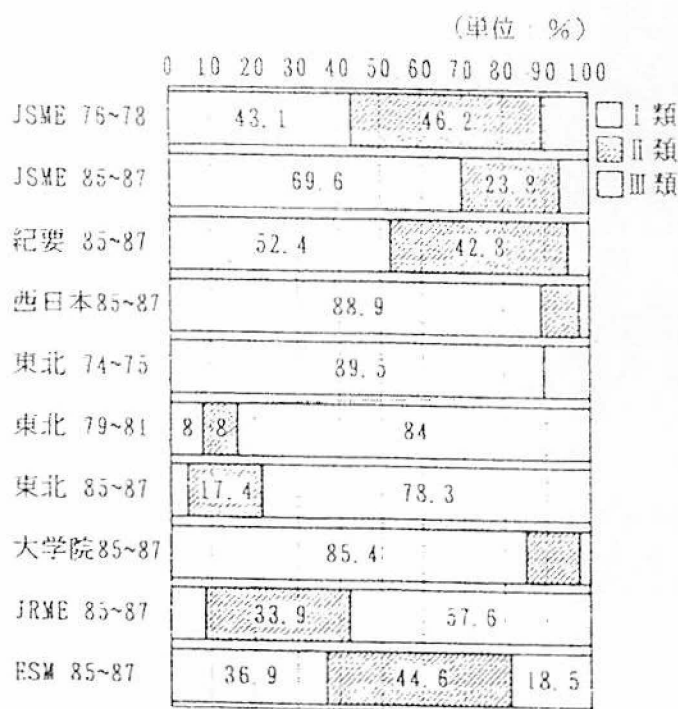 (単位 %)
0 10 20 30 40 50 60 70 80 90 100
JSME 76~78 43.1 46.2
JSME 85~87 69.6 23.8
紀要 85~87 52.4 42.8
西日本85~87 88.9
東北 74~75 89.5
東北 79~81 8 8 84
東北 85~87 17.4 78.3
大学院85~87 85.4
JRME 85~87 33.9 57.6
ESM 85~87 36.9 44.6 18.5
I類
II類
III類